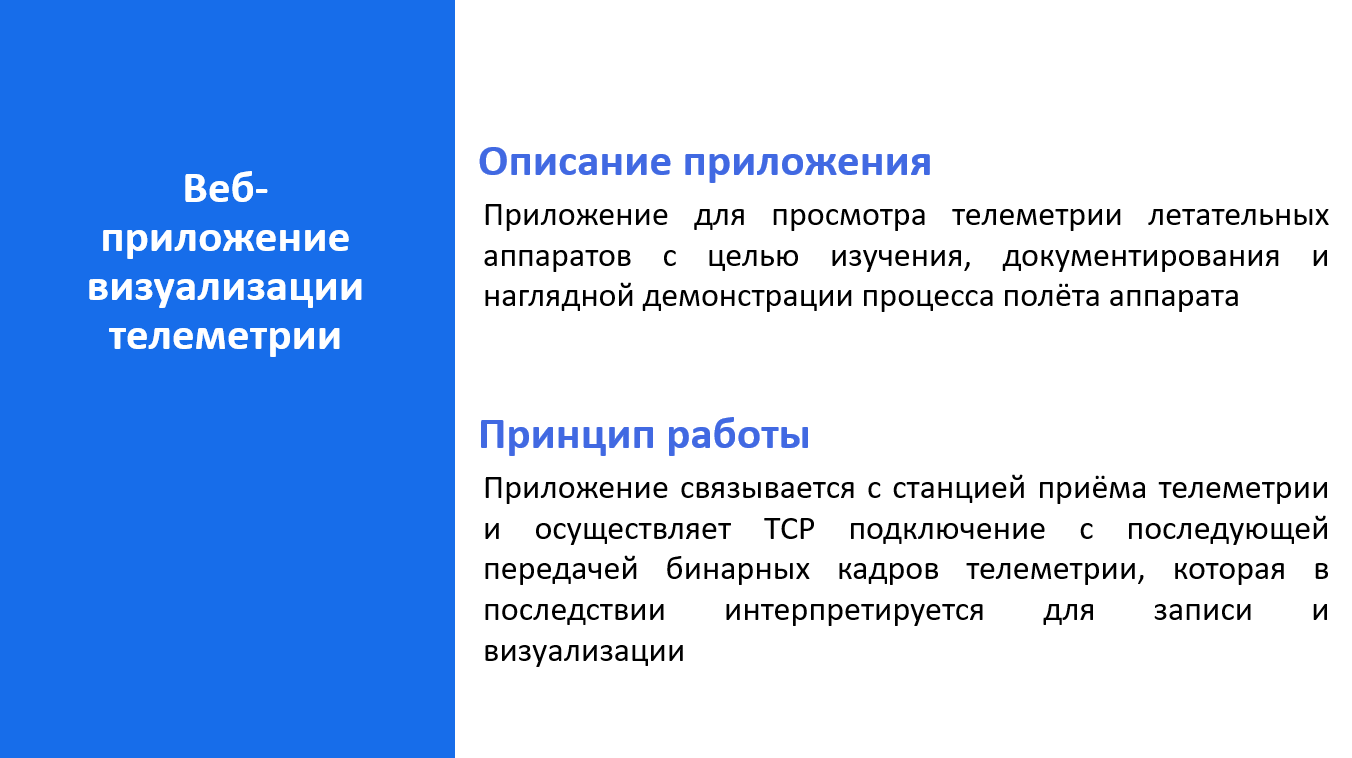 Веб-
приложение
визуализации
телеметрии
Описание приложения
Приложение для просмотра телеметрии летательных
аппаратов с целью изучения, документирования и
наглядной демонстрации процесса полёта аппарата
Принцип работы
Приложение связывается с станцией приёма телеметрии
и осуществляет TCP подключение с последующей
передачей бинарных кадров телеметрии, которая в
последствии интерпретируется для записи и
визуализации